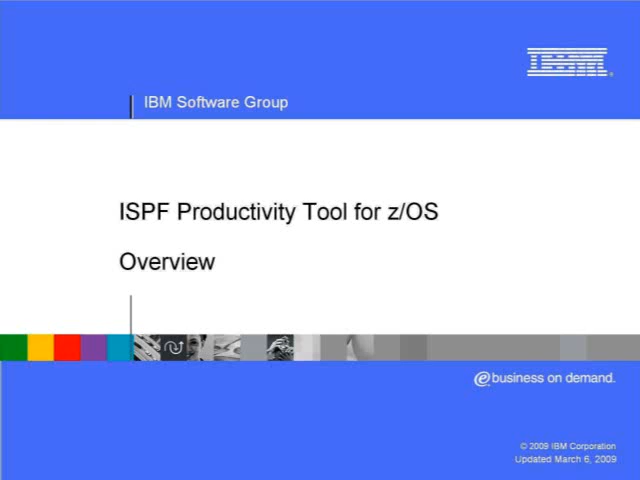 IBM
IBM Software Group
ISPF Productivity Tool for z/OS
Overview
e business on demand.
© 2009 IBM Corporation
Updated March 6, 2009